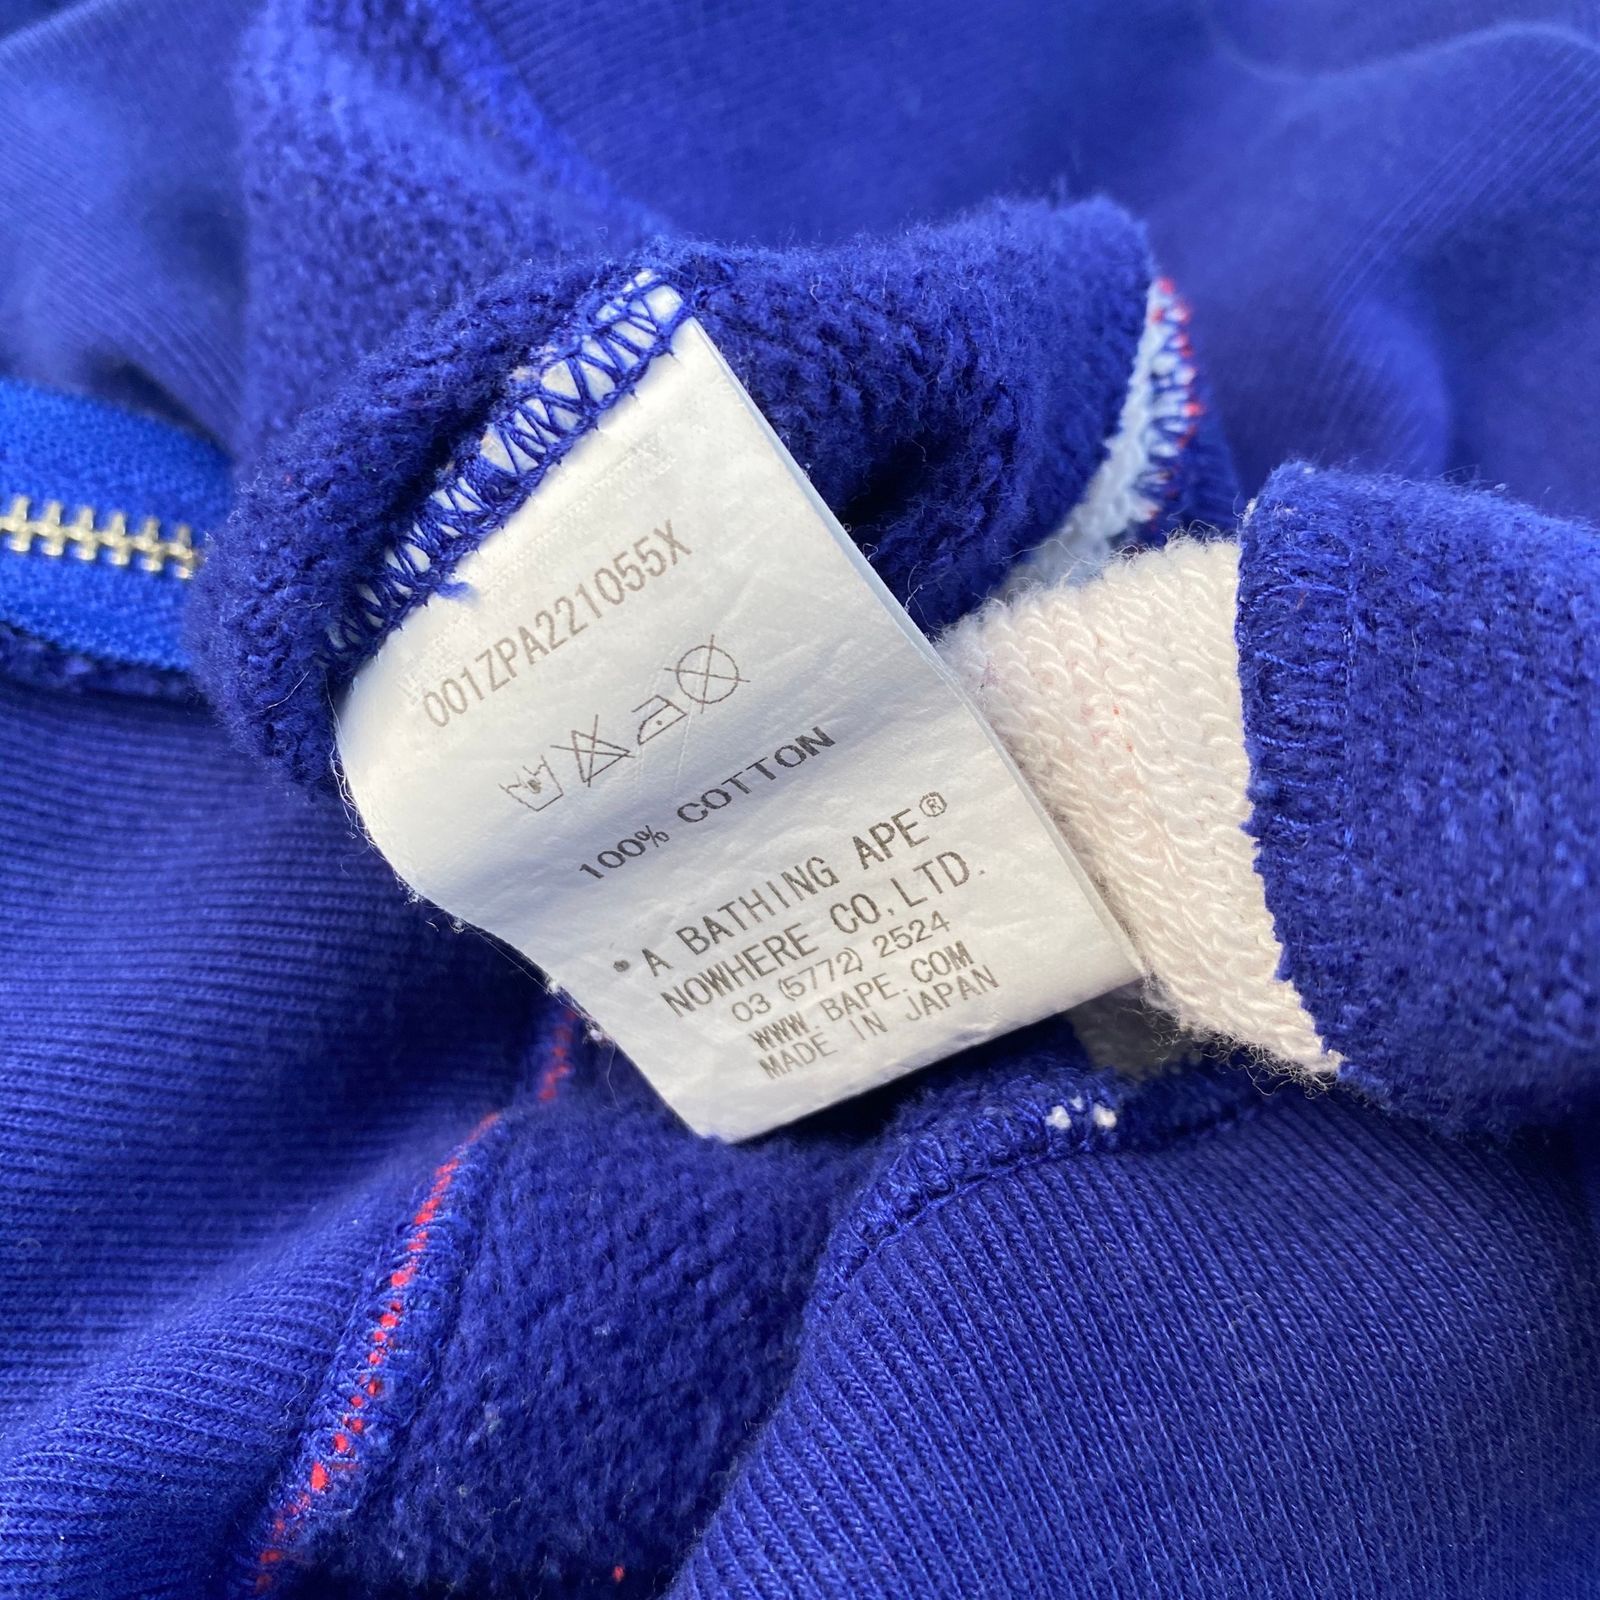 001ZPA221055X
100% COTTON
• A BATHING APE®
NOWHERE CO, LTD.
03 (5772) 2524
WWW.BAPE.COM
MADE IN JAPAN